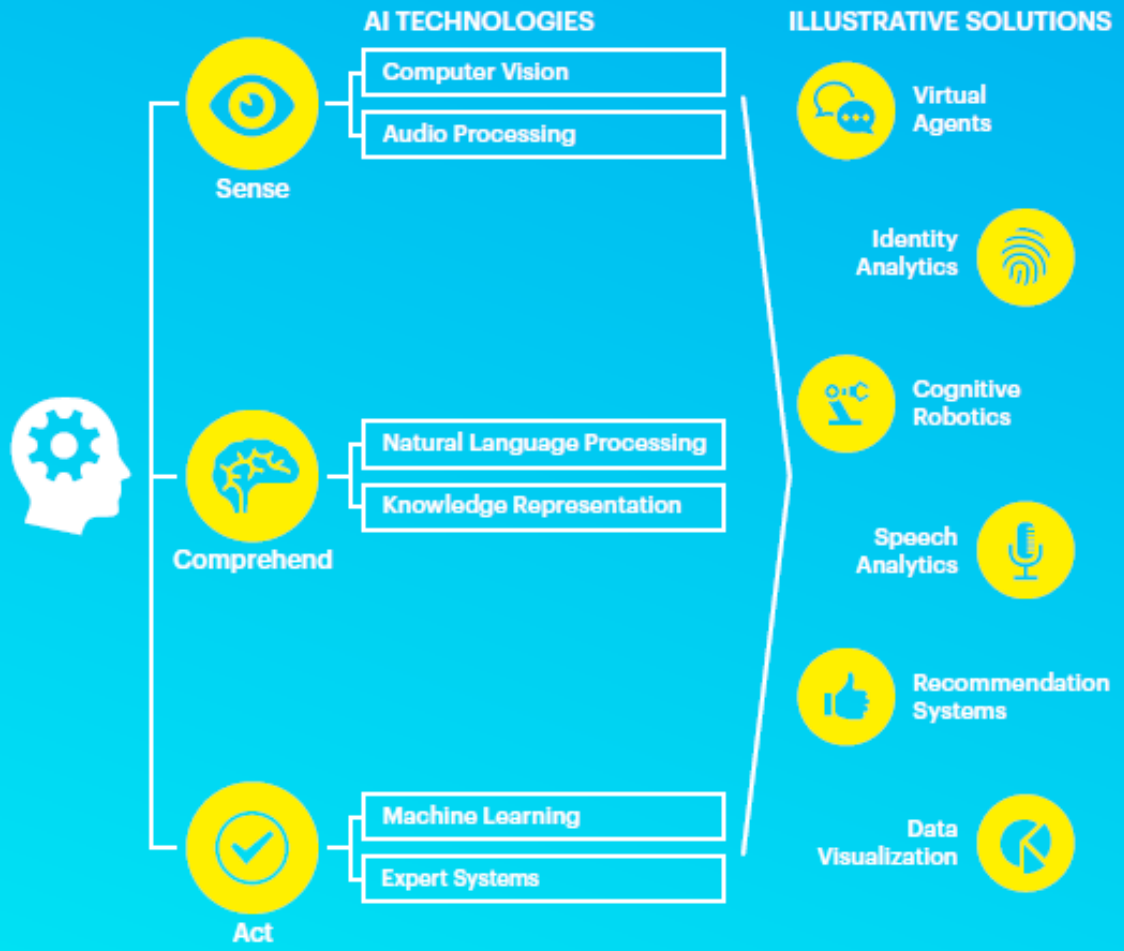 AI TECHNOLOGIES
Computer Vision
Audio Processing
Sense
Natural Language Processing
Knowledge Representation
Comprehend
Machine Learning
Expert Systems
Act
ILLUSTRATIVE SOLUTIONS
Virtual
Agents
Identity
Analytics
Cognitive
Robotics
Speech
Analytics
Recommendation
Systems
Data
Visualization